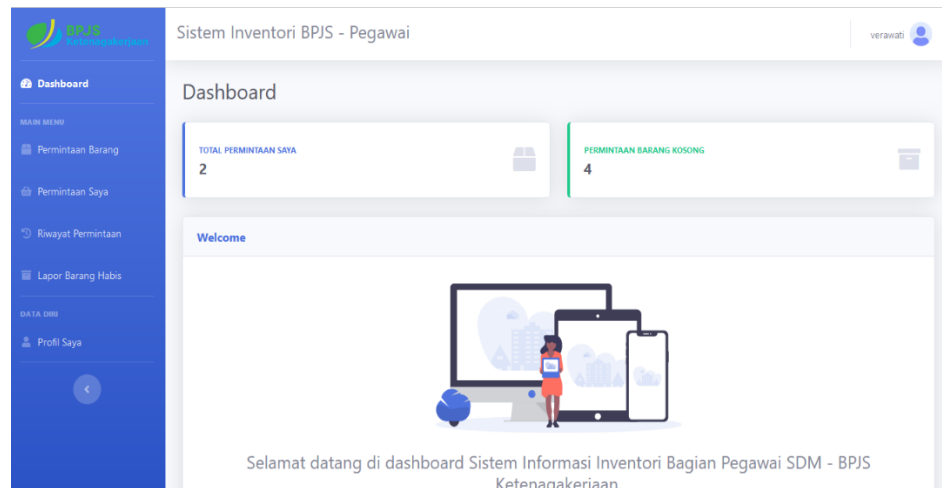 BPJS
Ketenagakerjaan
Sistem Inventori BPJS - Pegawai
verawati
Dashboard
MAIN MENU
Permintaan Barang
Permintaan Saya
Riwayat Permintaan
Lapor Barang Habis
DATA DIRI
Profil Saya
Dashboard
TOTAL PERMINTAAN SAYA
2
PERMINTAAN BARANG KOSONG
4
Welcome
Selamat datang di dashboard Sistem Informasi Inventori Bagian Pegawai SDM - BPJS
Ketenagakerjaan